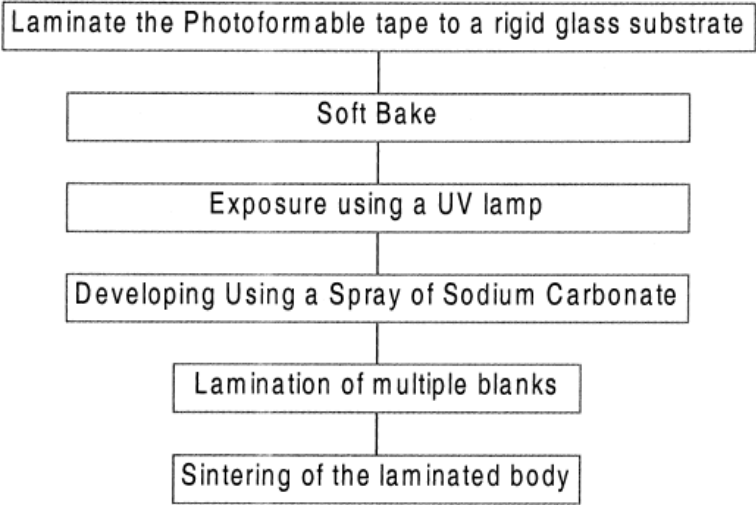 Laminate the Photoformable tape to a rigid glass substrate
Soft Bake
Exposure using a UV lamp
Developing Using a Spray of Sodium Carbonate
Lamination of multiple blanks
Sintering of the laminated body